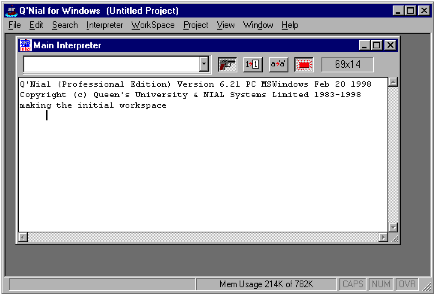 Q'Nial for Windows (Untitled Project)
File Edit Search Interpreter WorkSpace Project View Window Help
Main Interpreter
89x14
Q'Nial (Professional Edition) Version 6.21 PC MSWindows Feb 20 1998
Copyright (c) Queen's University & NIAL Systems Limited 1983-1998
making the initial workspace
Mem Usage 214K of 782K CAPS NUM OVR